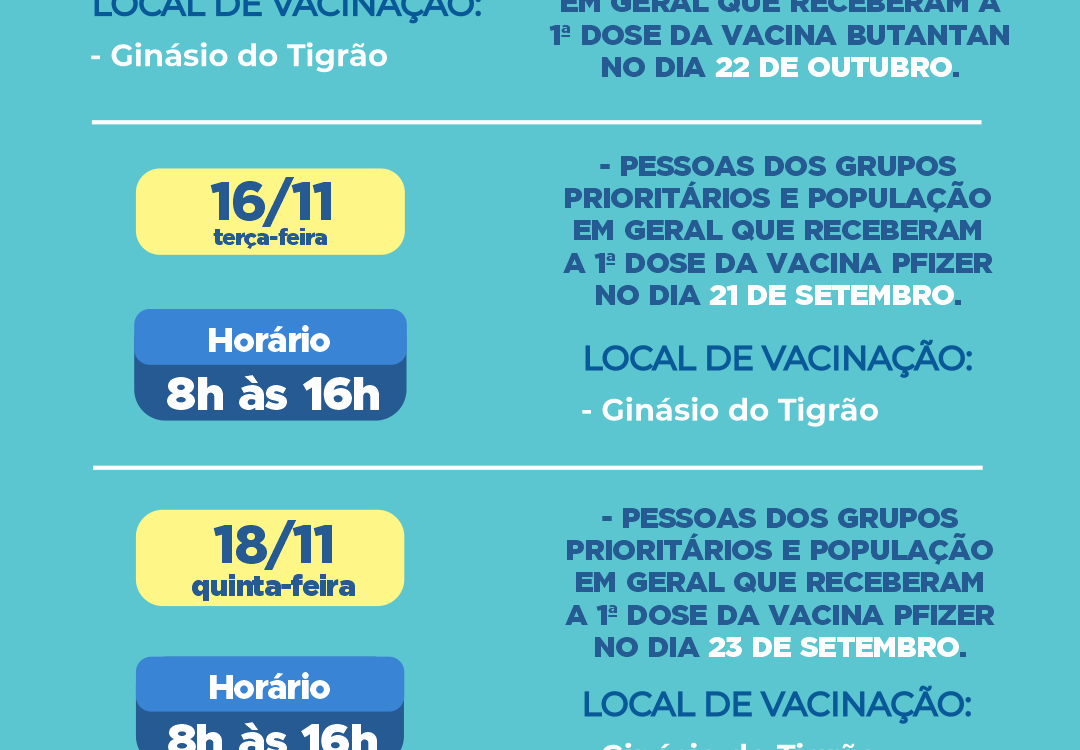 LOCAL DE VACINAÇÃO:
- Ginásio do Tigrão
EM GERAL QUE RECEBERAM A
1ª DOSE DA VACINA BUTANTAN
NO DIA 22 DE OUTUBRO.
16/11
terça-feira
Horário
8h às 16h
- PESSOAS DOS GRUPOS
PRIORITÁRIOS E POPULAÇÃO
EM GERAL QUE RECEBERAM
A 1ª DOSE DA VACINA PFIZER
NO DIA 21 DE SETEMBRO.
LOCAL DE VACINAÇÃO:
- Ginásio do Tigrão
18/11
quinta-feira
Horário
8h às 16h
- PESSOAS DOS GRUPOS
PRIORITÁRIOS E POPULAÇÃO
EM GERAL QUE RECEBERAM
A 1ª DOSE DA VACINA PFIZER
NO DIA 23 DE SETEMBRO.
LOCAL DE VACINAÇÃO: